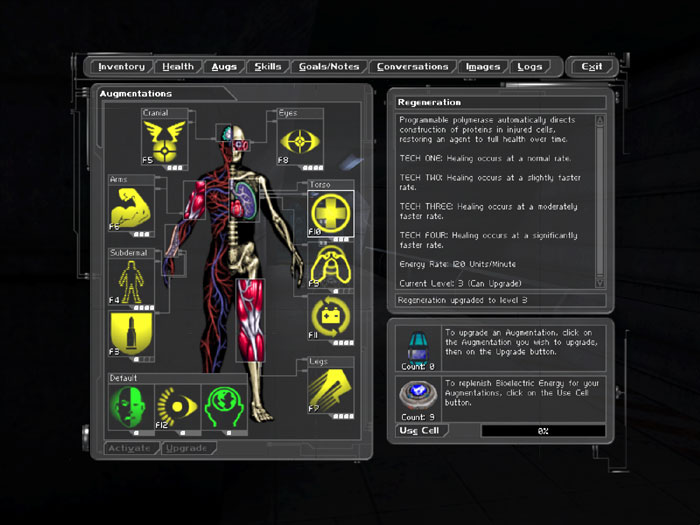 Inventory Health Augs Skills Goals/Notes Conversations Images Logs Exit
Augmentations
Cranial
F5
Eyes
F8
Arms
F6
Torso
F10
Subdermal
F4
F9
F3
F11
Default
F12
Legs
F7
Activate Upgrade
Regeneration
Programmable polymerase automatically directs
construction of proteins in injured cells,
restoring an agent to full health over time.
TECH ONE: Healing occurs at a normal rate.
TECH TWO: Healing occurs at a slightly faster
rate.
TECH THREE: Healing occurs at a moderately
faster rate.
TECH FOUR: Healing occurs at a significantly
faster rate.
Energy Rate: 120 Units/Minute
Current Level: 3 (Can Upgrade)
Regeneration upgraded to level 3
To upgrade an Augmentation, click on
the Augmentation you wish to upgrade,
then on the Upgrade button.
Count: 0
To replenish Bioelectric Energy for your
Augmentations, click on the Use Cell
button.
Count: 9
Use Cell
0%